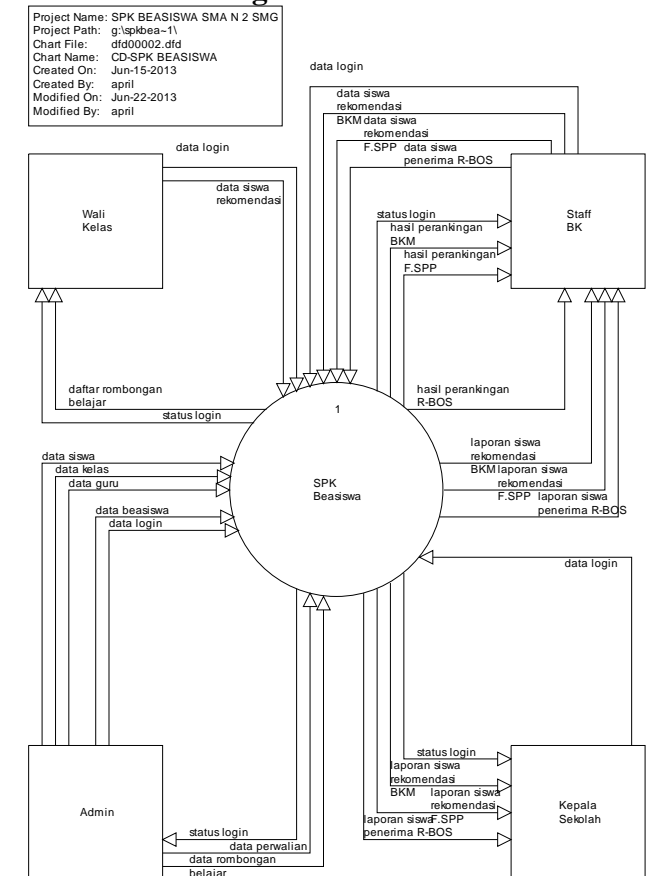 g
Project Name: SPK BEASISWA SMA N 2 SMG
Project Path: g:\spkbea~1\
Chart File: dfd00002.dfd
Chart Name: CD-SPK BEASISWA
Created On: Jun-15-2013
Created By: april
Modified On: Jun-22-2013
Modified By: april
data login
data siswa
rekomendasi
BKM
data siswa
rekomendasi
F.SPP
data siswa
penerima R-BOS
data login
data siswa
rekomendasi
Wali
Kelas
Staff
BK
status login
hasil perankingan
BKM
hasil perankingan
F.SPP
daftar rombongan
belajar
status login
hasil perankingan
R-BOS
1
SPK
Beasiswa
laporan siswa
rekomendasi
BKM
laporan siswa
rekomendasi
F.SPP
laporan siswa
penerima R-BOS
data siswa
data kelas
data guru
data beasiswa
data login
data login
status login
laporan siswa
rekomendasi
BKM
laporan siswa
rekomendasi
F.SPP
laporan siswa
penerima R-BOS
Admin
Kepala
Sekolah
status login
data perwalian
data rombongan
belajar